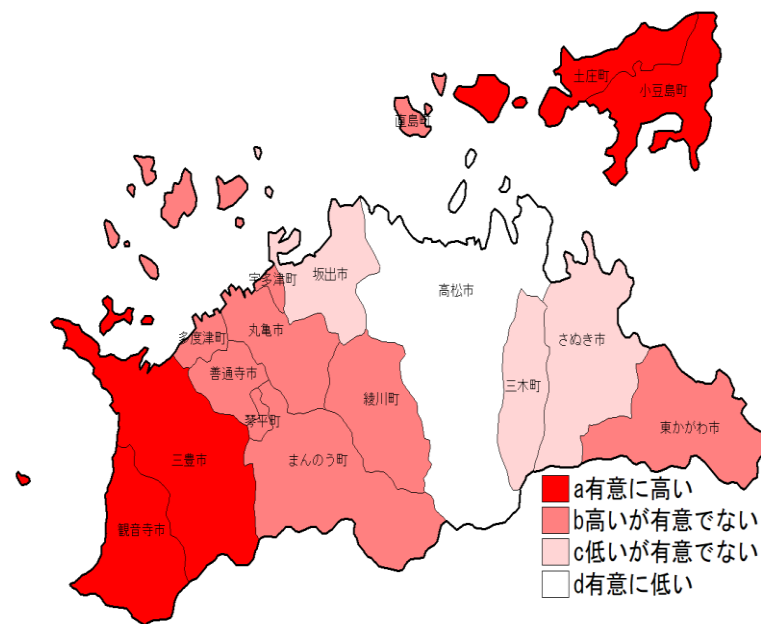 土庄町
小豆島町
直島町
宇多津町
坂出市
高松市
多度津町
丸亀市
さぬき市
善通寺市
三木町
綾川町
琴平町
東かがわ市
三豊市
まんのう町
観音寺市
a有意に高い
b高いが有意でない
c低いが有意でない
d有意に低い